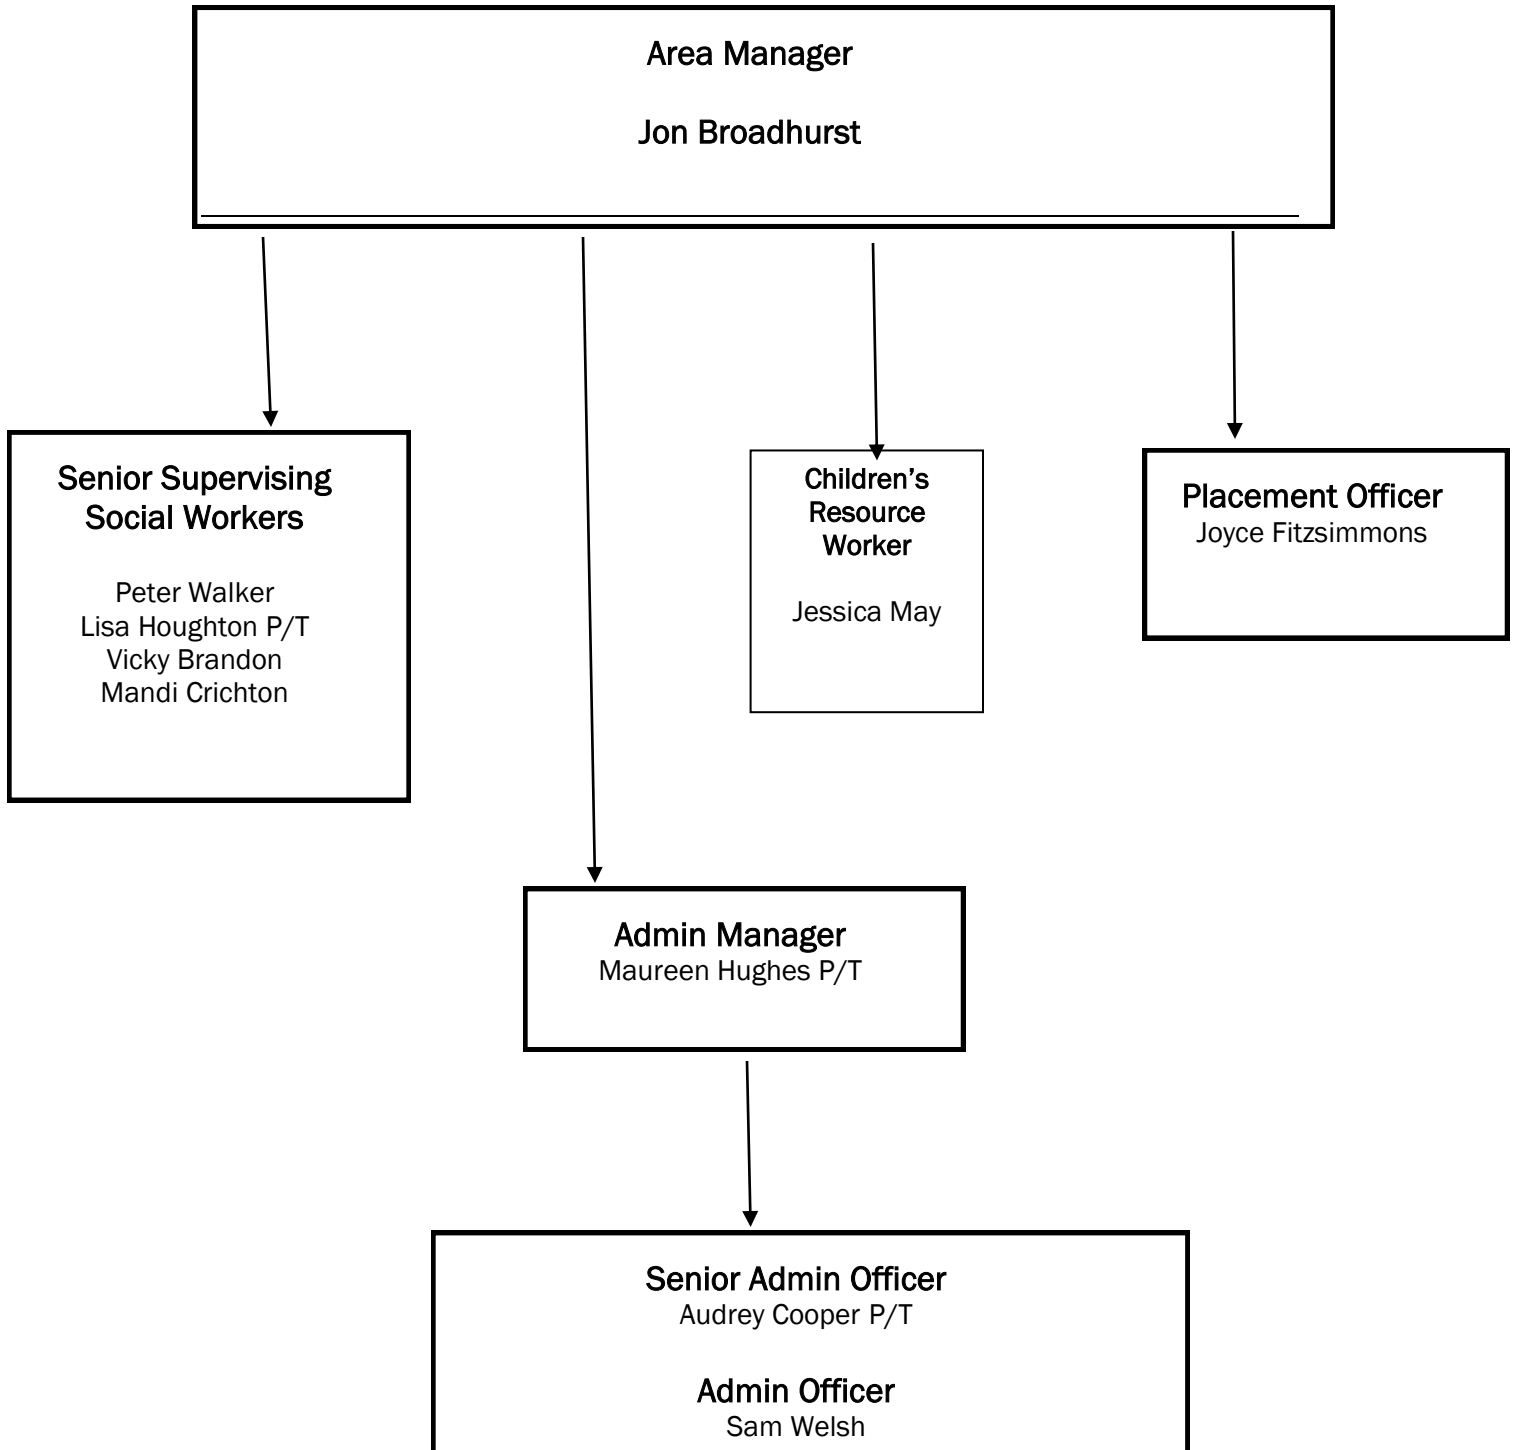 Area Manager
Jon Broadhurst
Senior Supervising
Social Workers
Peter Walker
Lisa Houghton P/T
Vicky Brandon
Mandi Crichton
Children’s
Resource
Worker
Jessica May
Placement Officer
Joyce Fitzsimmons
Admin Manager
Maureen Hughes P/T
Senior Admin Officer
Audrey Cooper P/T
Admin Officer
Sam Welsh